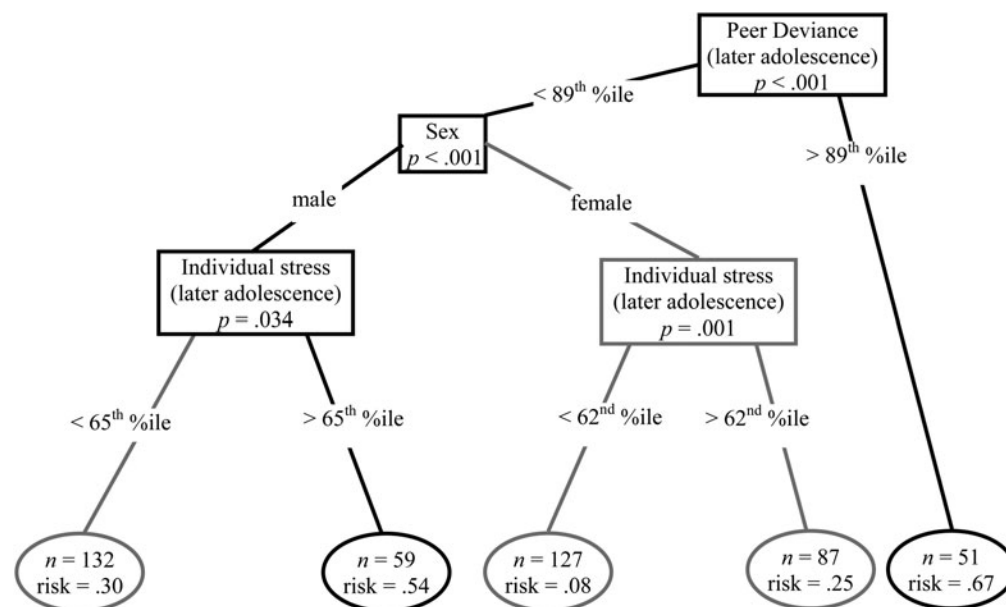 Peer Deviance
(later adolescence)
p < .001
< 89th %ile
Sex
p < .001
> 89th %ile
male
female
Individual stress
(later adolescence)
p = .034
Individual stress
(later adolescence)
p = .001
< 65th %ile
> 65th %ile
< 62nd %ile
> 62nd %ile
n = 132
risk = .30
n = 59
risk = .54
n = 127
risk = .08
n = 87
risk = .25
n = 51
risk = .67